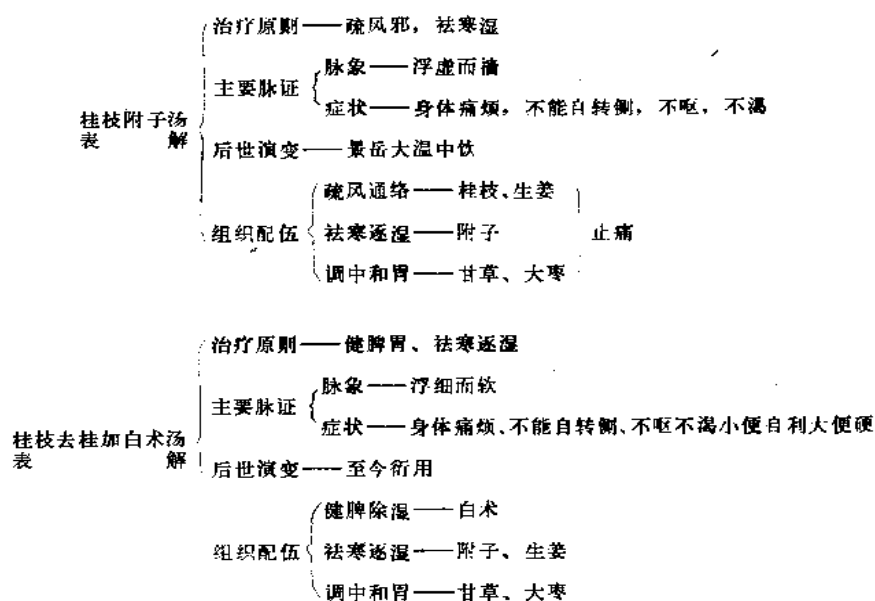 治疗原则——疏风邪，祛寒湿
主要脉证
脉象——浮虚而濇
症状——身体痛烦，不能自转侧，不呕，不渴
桂枝附子汤
表解
后世演变——景岳大温中饮
组织配伍
疏风通络——桂枝、生姜
祛寒逐湿——附子
调中和胃——甘草、大枣
止痛
治疗原则——健脾胃、祛寒逐湿
主要脉证
脉象——浮细而软
症状——身体痛烦、不能自转侧、不呕不渴小便自利大便硬
桂枝去桂加白术汤
表解
后世演变——至今衍用
组织配伍
健脾除湿——白术
祛寒逐湿——附子、生姜
调中和胃——甘草、大枣